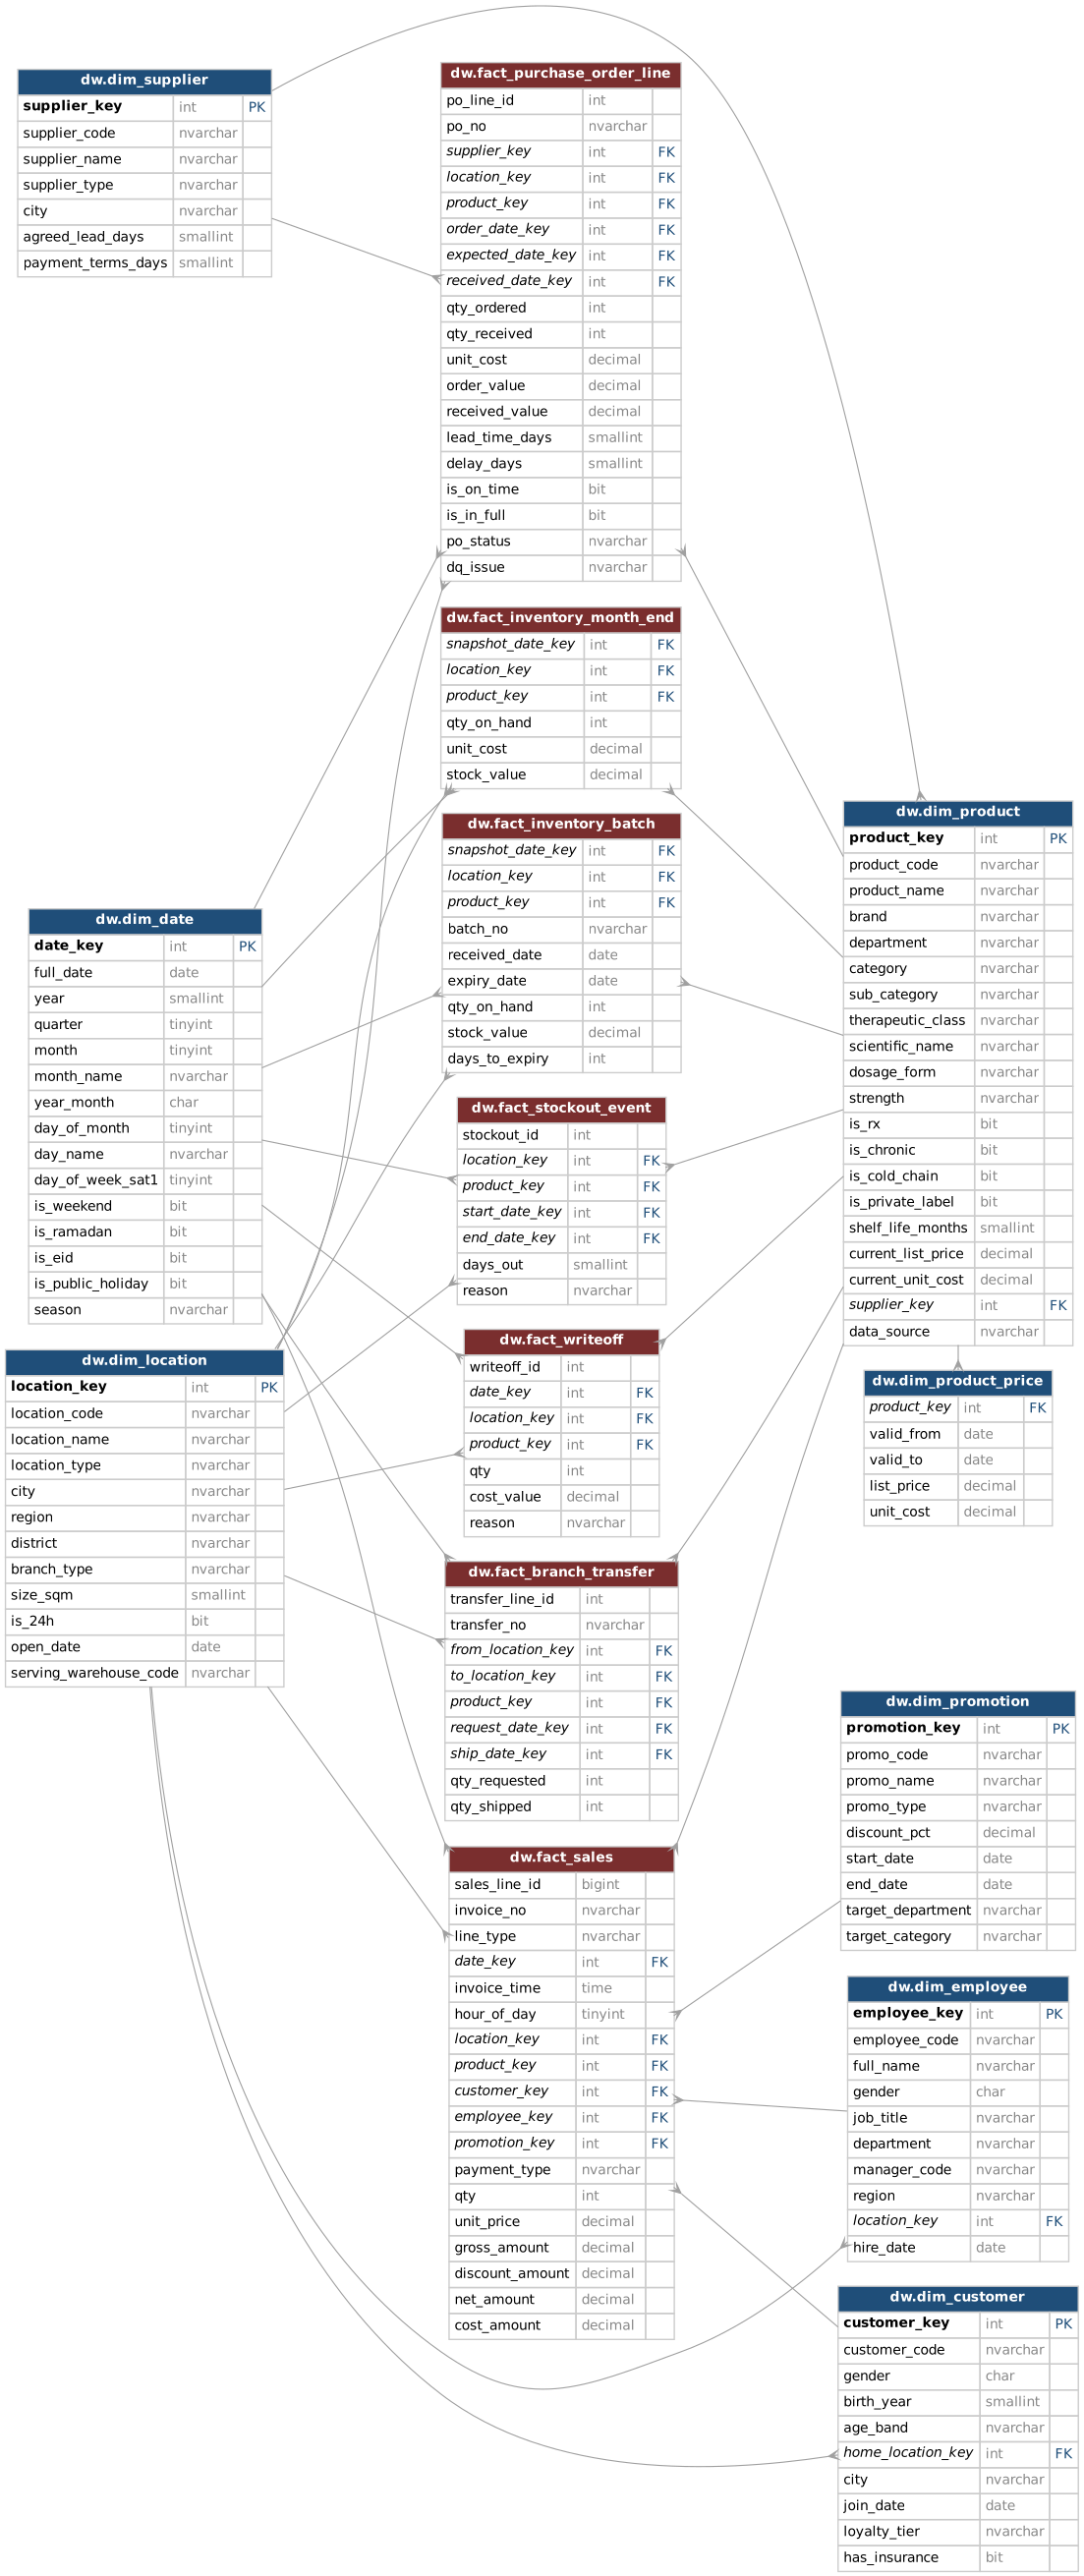 dw.dim_supplier
supplier_key int PK
supplier_code nvarchar
supplier_name nvarchar
supplier_type nvarchar
city nvarchar
agreed_lead_days smallint
payment_terms_days smallint
dw.fact_purchase_order_line
po_line_id int
po_no nvarchar
supplier_key int FK
location_key int FK
product_key int FK
order_date_key int FK
expected_date_key int FK
received_date_key int FK
qty_ordered int
qty_received int
unit_cost decimal
order_value decimal
received_value decimal
lead_time_days smallint
delay_days smallint
is_on_time bit
is_in_full bit
po_status nvarchar
dq_issue nvarchar
dw.fact_inventory_month_end
snapshot_date_key int FK
location_key int FK
product_key int FK
qty_on_hand int
unit_cost decimal
stock_value decimal
dw.fact_inventory_batch
snapshot_date_key int FK
location_key int FK
product_key int FK
batch_no nvarchar
received_date date
expiry_date date
qty_on_hand int
stock_value decimal
days_to_expiry int
dw.dim_product
product_key int PK
product_code nvarchar
product_name nvarchar
brand nvarchar
department nvarchar
category nvarchar
sub_category nvarchar
therapeutic_class nvarchar
scientific_name nvarchar
dosage_form nvarchar
strength nvarchar
is_rx bit
is_chronic bit
is_cold_chain bit
is_private_label bit
shelf_life_months smallint
current_list_price decimal
current_unit_cost decimal
supplier_key int FK
data_source nvarchar
dw.dim_date
date_key int PK
full_date date
year smallint
quarter tinyint
month tinyint
month_name nvarchar
year_month char
day_of_month tinyint
day_name nvarchar
day_of_week_sat1 tinyint
is_weekend bit
is_ramadan bit
is_eid bit
is_public_holiday bit
season nvarchar
dw.fact_stockout_event
stockout_id int
location_key int FK
product_key int FK
start_date_key int FK
end_date_key int FK
days_out smallint
reason nvarchar
dw.fact_writeoff
writeoff_id int
date_key int FK
location_key int FK
product_key int FK
qty int
cost_value decimal
reason nvarchar
dw.dim_location
location_key int PK
location_code nvarchar
location_name nvarchar
location_type nvarchar
city nvarchar
region nvarchar
district nvarchar
branch_type nvarchar
size_sqm smallint
is_24h bit
open_date date
serving_warehouse_code nvarchar
dw.dim_product_price
product_key int FK
valid_from date
valid_to date
list_price decimal
unit_cost decimal
dw.fact_branch_transfer
transfer_line_id int
transfer_no nvarchar
from_location_key int FK
to_location_key int FK
product_key int FK
request_date_key int FK
ship_date_key int FK
qty_requested int
qty_shipped int
dw.dim_promotion
promotion_key int PK
promo_code nvarchar
promo_name nvarchar
promo_type nvarchar
discount_pct decimal
start_date date
end_date date
target_department nvarchar
target_category nvarchar
dw.fact_sales
sales_line_id bigint
invoice_no nvarchar
line_type nvarchar
date_key int FK
invoice_time time
hour_of_day tinyint
location_key int FK
product_key int FK
customer_key int FK
employee_key int FK
promotion_key int FK
payment_type nvarchar
qty int
unit_price decimal
gross_amount decimal
discount_amount decimal
net_amount decimal
cost_amount decimal
dw.dim_employee
employee_key int PK
employee_code nvarchar
full_name nvarchar
gender char
job_title nvarchar
department nvarchar
manager_code nvarchar
region nvarchar
location_key int FK
hire_date date
dw.dim_customer
customer_key int PK
customer_code nvarchar
gender char
birth_year smallint
age_band nvarchar
home_location_key int FK
city nvarchar
join_date date
loyalty_tier nvarchar
has_insurance bit